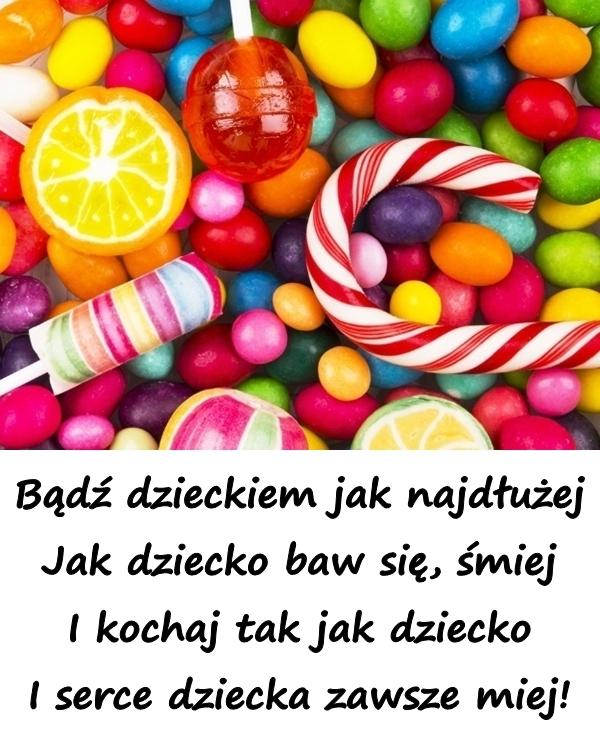 Bądź dzieckiem jak najdłużej
Jak dziecko baw się, śmiej
I kochaj tak jak dziecko
I serce dziecka zawsze miej!